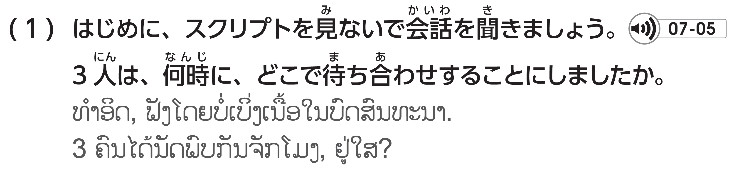 (1) はじめに、スクリプトを見ないで会話を聞きましょう。 07-05
3人は、何時に、どこで待ち合わせすることにしましたか。
ທຳອິດ, ຟັງໂດຍບໍ່ເບິ່ງເນື້ອໃນບົດສົນທະນາ.
3 ຄົນໄດ້ນັດພົບກັນຈັກໂມງ, ຢູ່ໃສ?